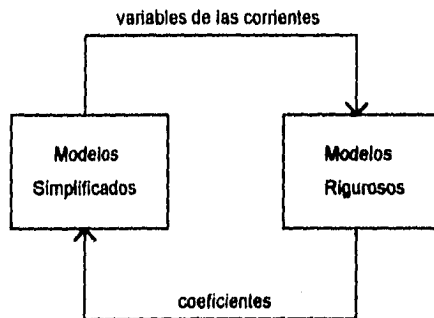 variables de las corrientes
Modelos
Simplificados
Modelos
Rigurosos
coeficientes